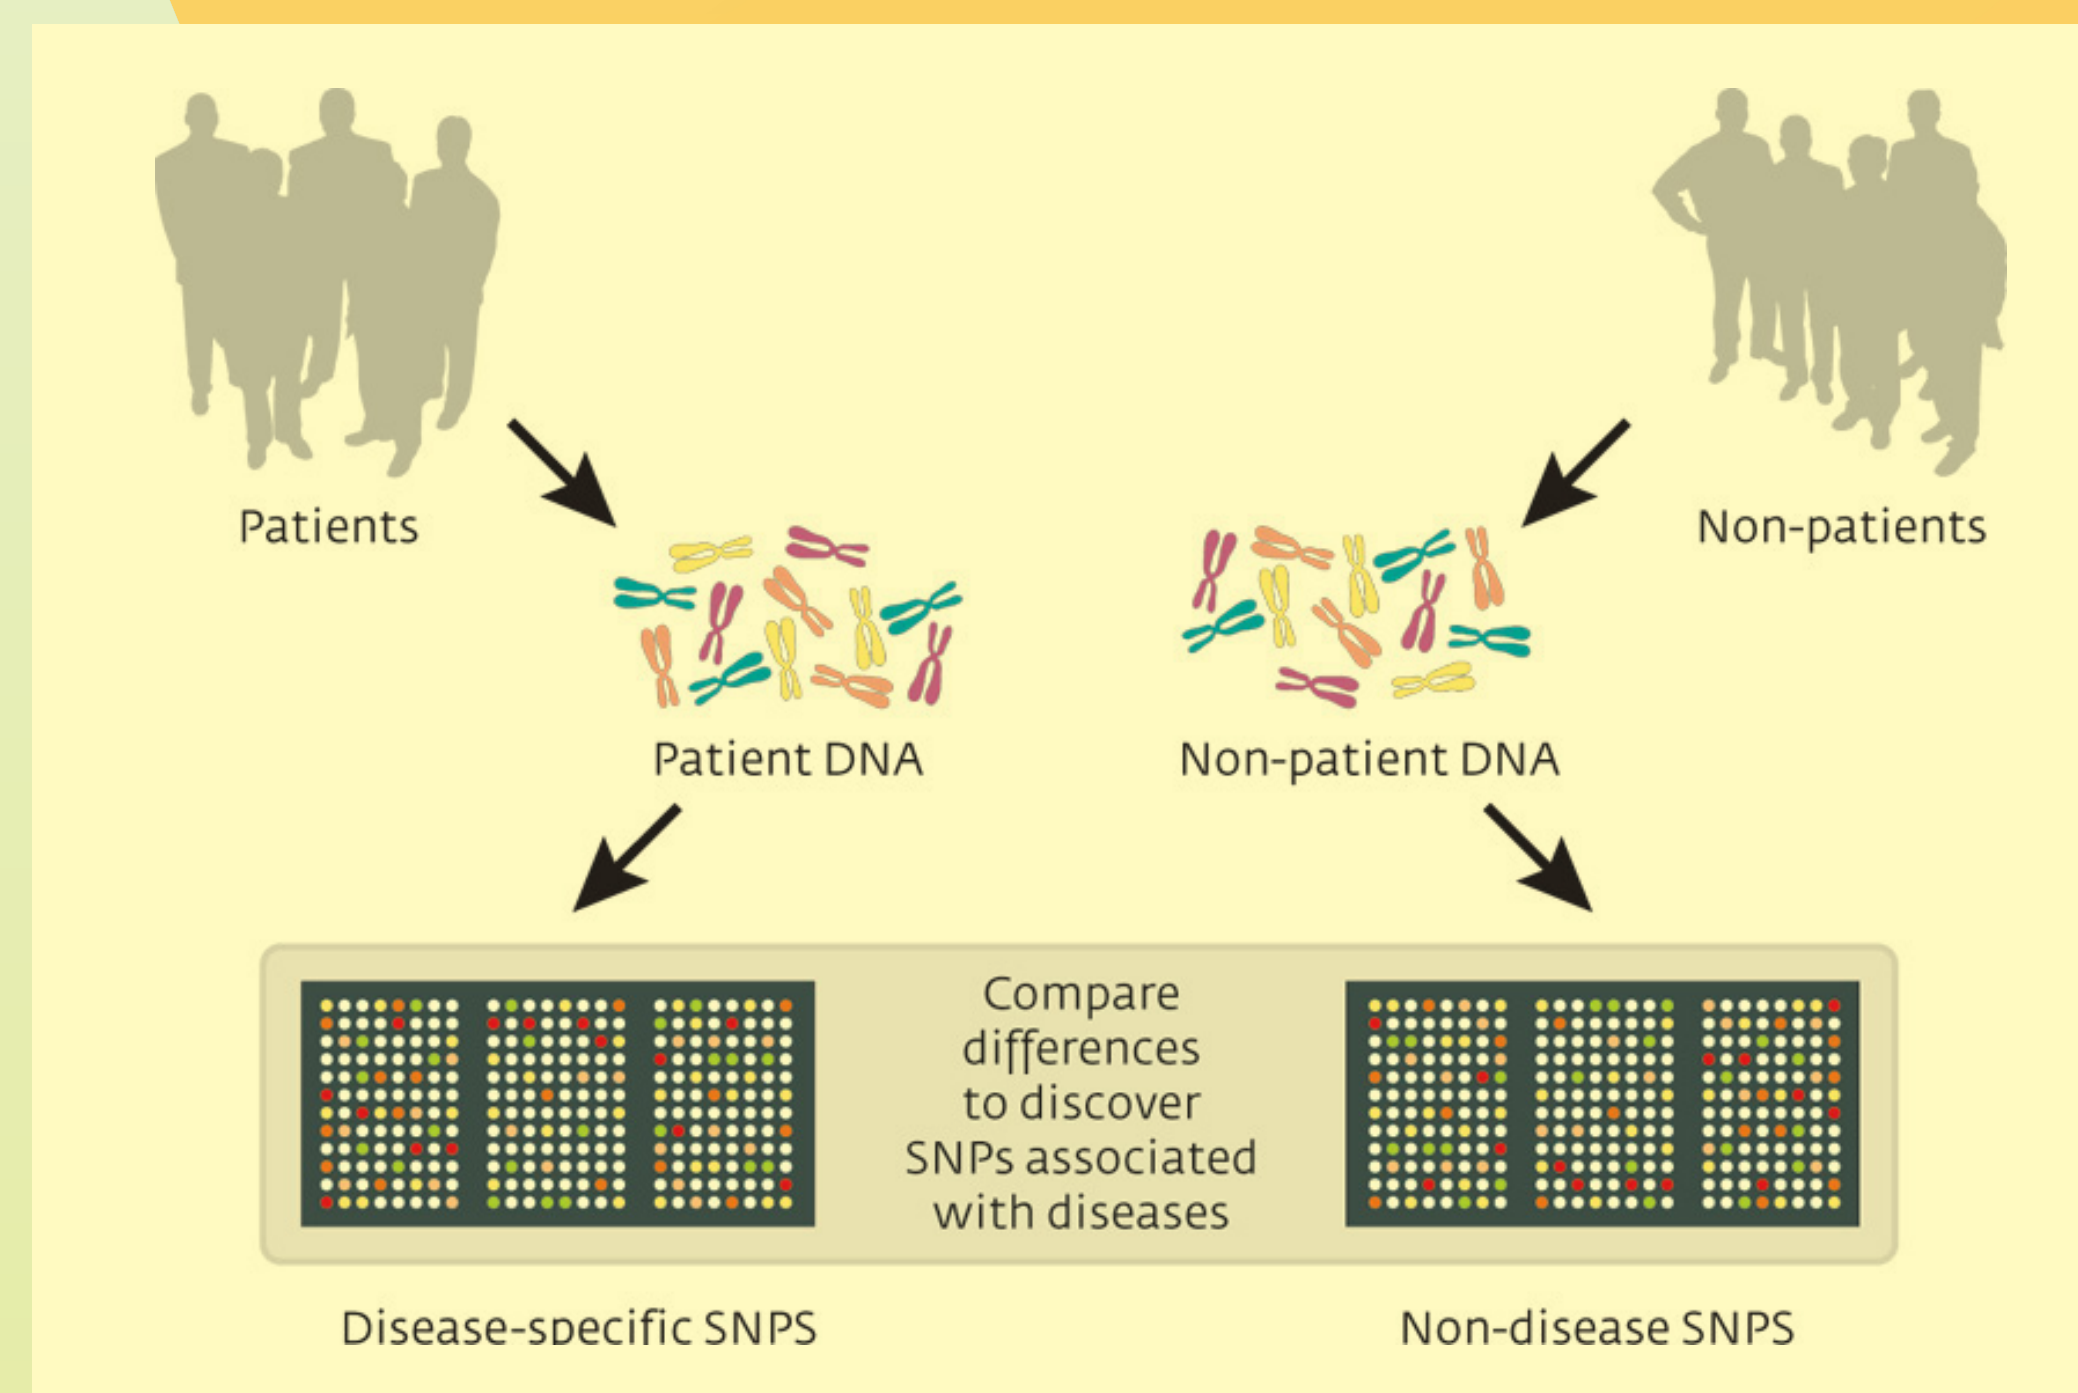 Patients
Non-patients
Patient DNA
Non-patient DNA
Compare
differences
to discover
SNPs associated
with diseases
Disease-specific SNPS
Non-disease SNPS